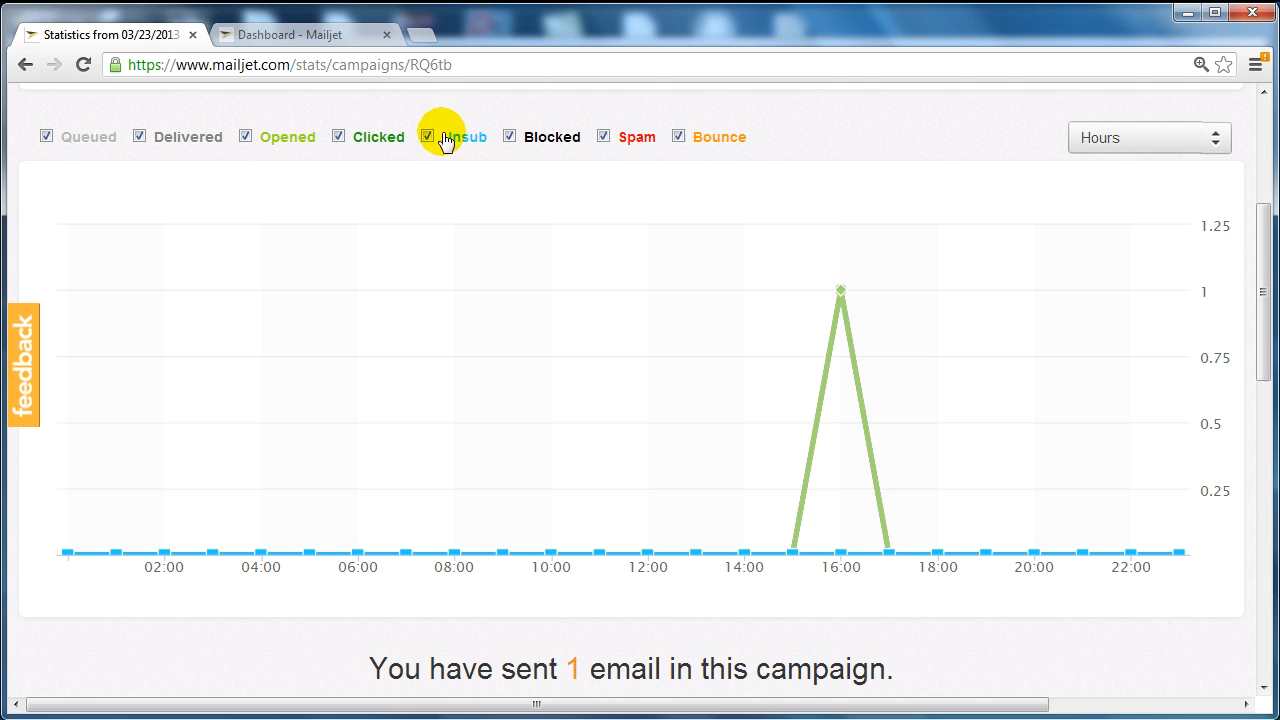 Statistics from 03/23/2013
Dashboard - Mailjet
https://www.mailjet.com/stats/campaigns/RQ6tb
Queued Delivered Opened Clicked Unsub Blocked Spam Bounce
Hours
1.25
1
0.75
0.5
0.25
feedback
02:00 04:00 06:00 08:00 10:00 12:00 14:00 16:00 18:00 20:00 22:00
You have sent 1 email in this campaign.